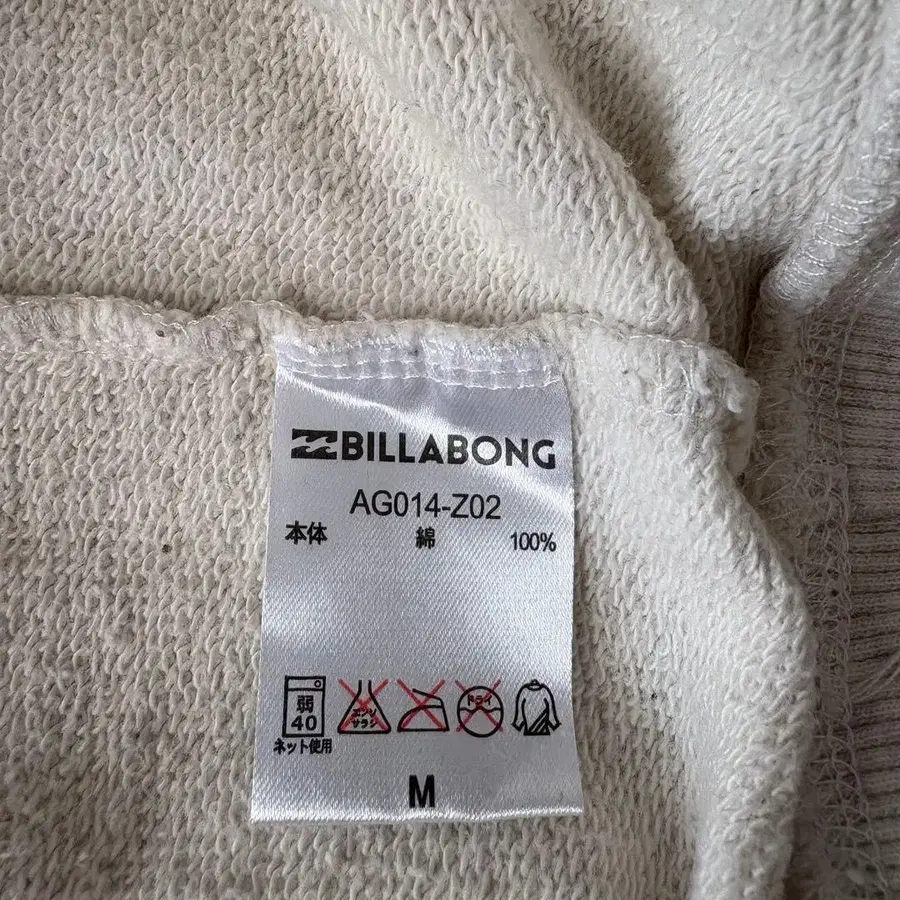 BILLABONG
AG014-Z02
本体 綿 100%
弱
40
エンソ
サラシ
ドライ
ネット使用
M